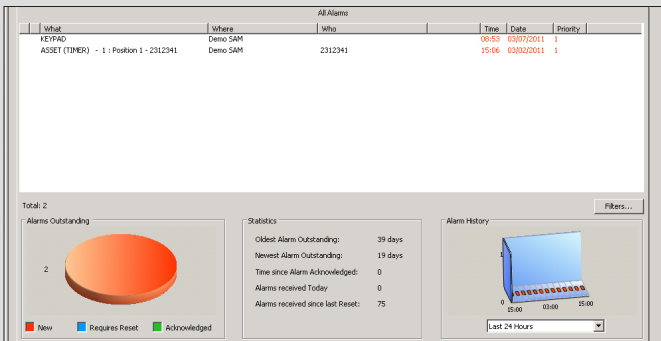 All Alarms
What Where Who Time Date Priority
KEYPAD Demo SAM 08:53 03/07/2011 1
ASSET (TIMER) - 1 : Position 1 - 2312341 Demo SAM 2312341 15:06 03/02/2011 1
Total: 2
Filters...
Alarms Outstanding
2
New Requires Reset Acknowledged
Statistics
Oldest Alarm Outstanding: 39 days
Newest Alarm Outstanding: 19 days
Time since Alarm Acknowledged: 0
Alarms received Today 0
Alarms received since last Reset: 75
Alarm History
1
0
15:00 03:00 15:00
Last 24 Hours